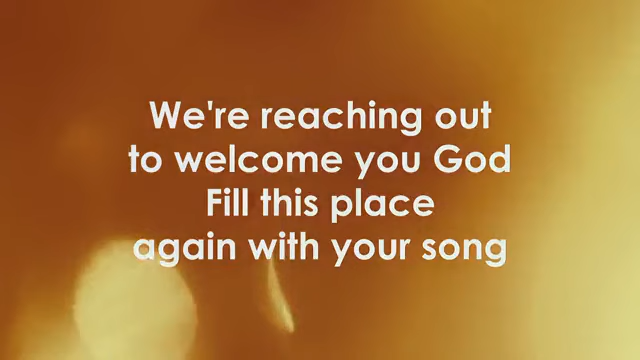 We're reaching out
to welcome you God
Fill this place
again with your song